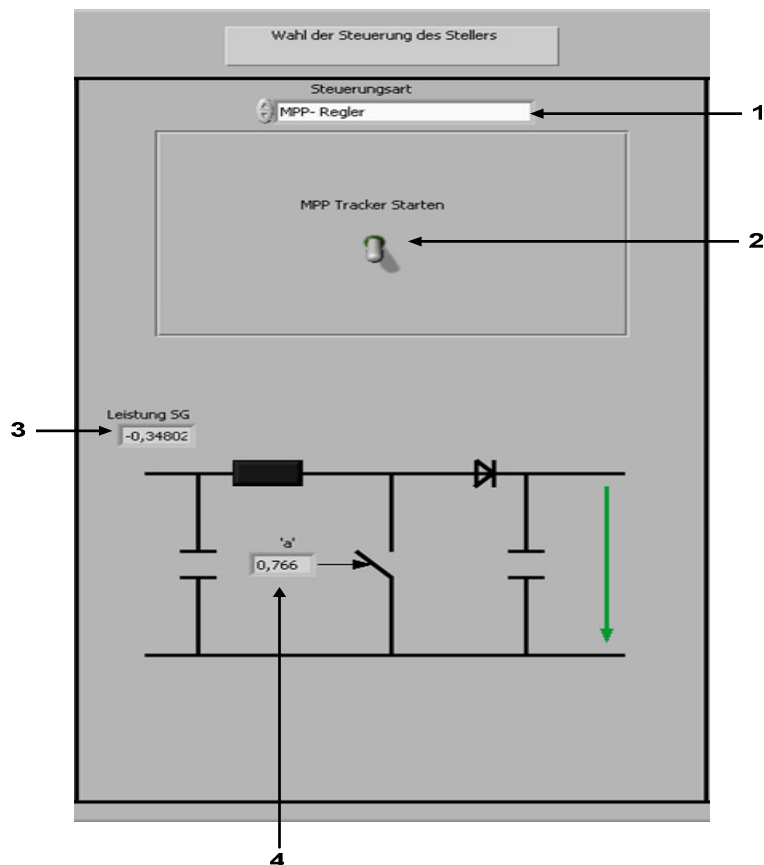 Wahl der Steuerung des Stellers
Steuerungsart
MPP- Regler
1
MPP Tracker Starten
2
Leistung SG
3
-0,34802
'a'
0,766
4